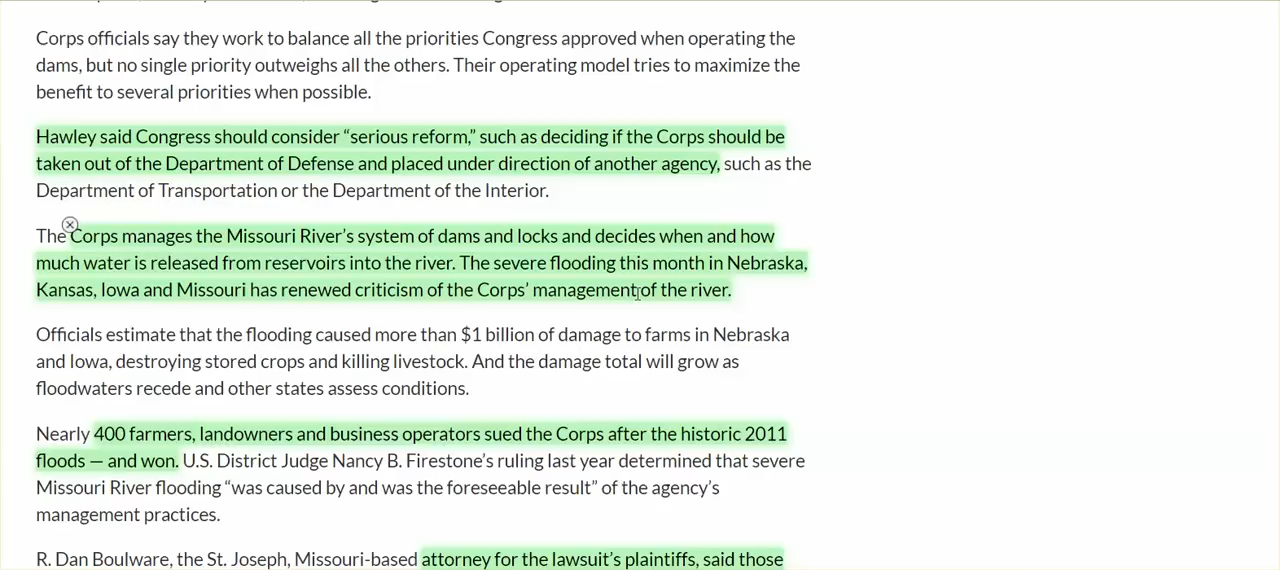 Corps officials say they work to balance all the priorities Congress approved when operating the
dams, but no single priority outweighs all the others. Their operating model tries to maximize the
benefit to several priorities when possible.
Hawley said Congress should consider “serious reform,” such as deciding if the Corps should be
taken out of the Department of Defense and placed under direction of another agency, such as the
Department of Transportation or the Department of the Interior.
The Corps manages the Missouri River’s system of dams and locks and decides when and how
much water is released from reservoirs into the river. The severe flooding this month in Nebraska,
Kansas, Iowa and Missouri has renewed criticism of the Corps’ management of the river.
Officials estimate that the flooding caused more than $1 billion of damage to farms in Nebraska
and Iowa, destroying stored crops and killing livestock. And the damage total will grow as
floodwaters recede and other states assess conditions.
Nearly 400 farmers, landowners and business operators sued the Corps after the historic 2011
floods — and won. U.S. District Judge Nancy B. Firestone’s ruling last year determined that severe
Missouri River flooding “was caused by and was the foreseeable result” of the agency’s
management practices.
R. Dan Boulware, the St. Joseph, Missouri-based attorney for the lawsuit’s plaintiffs, said those